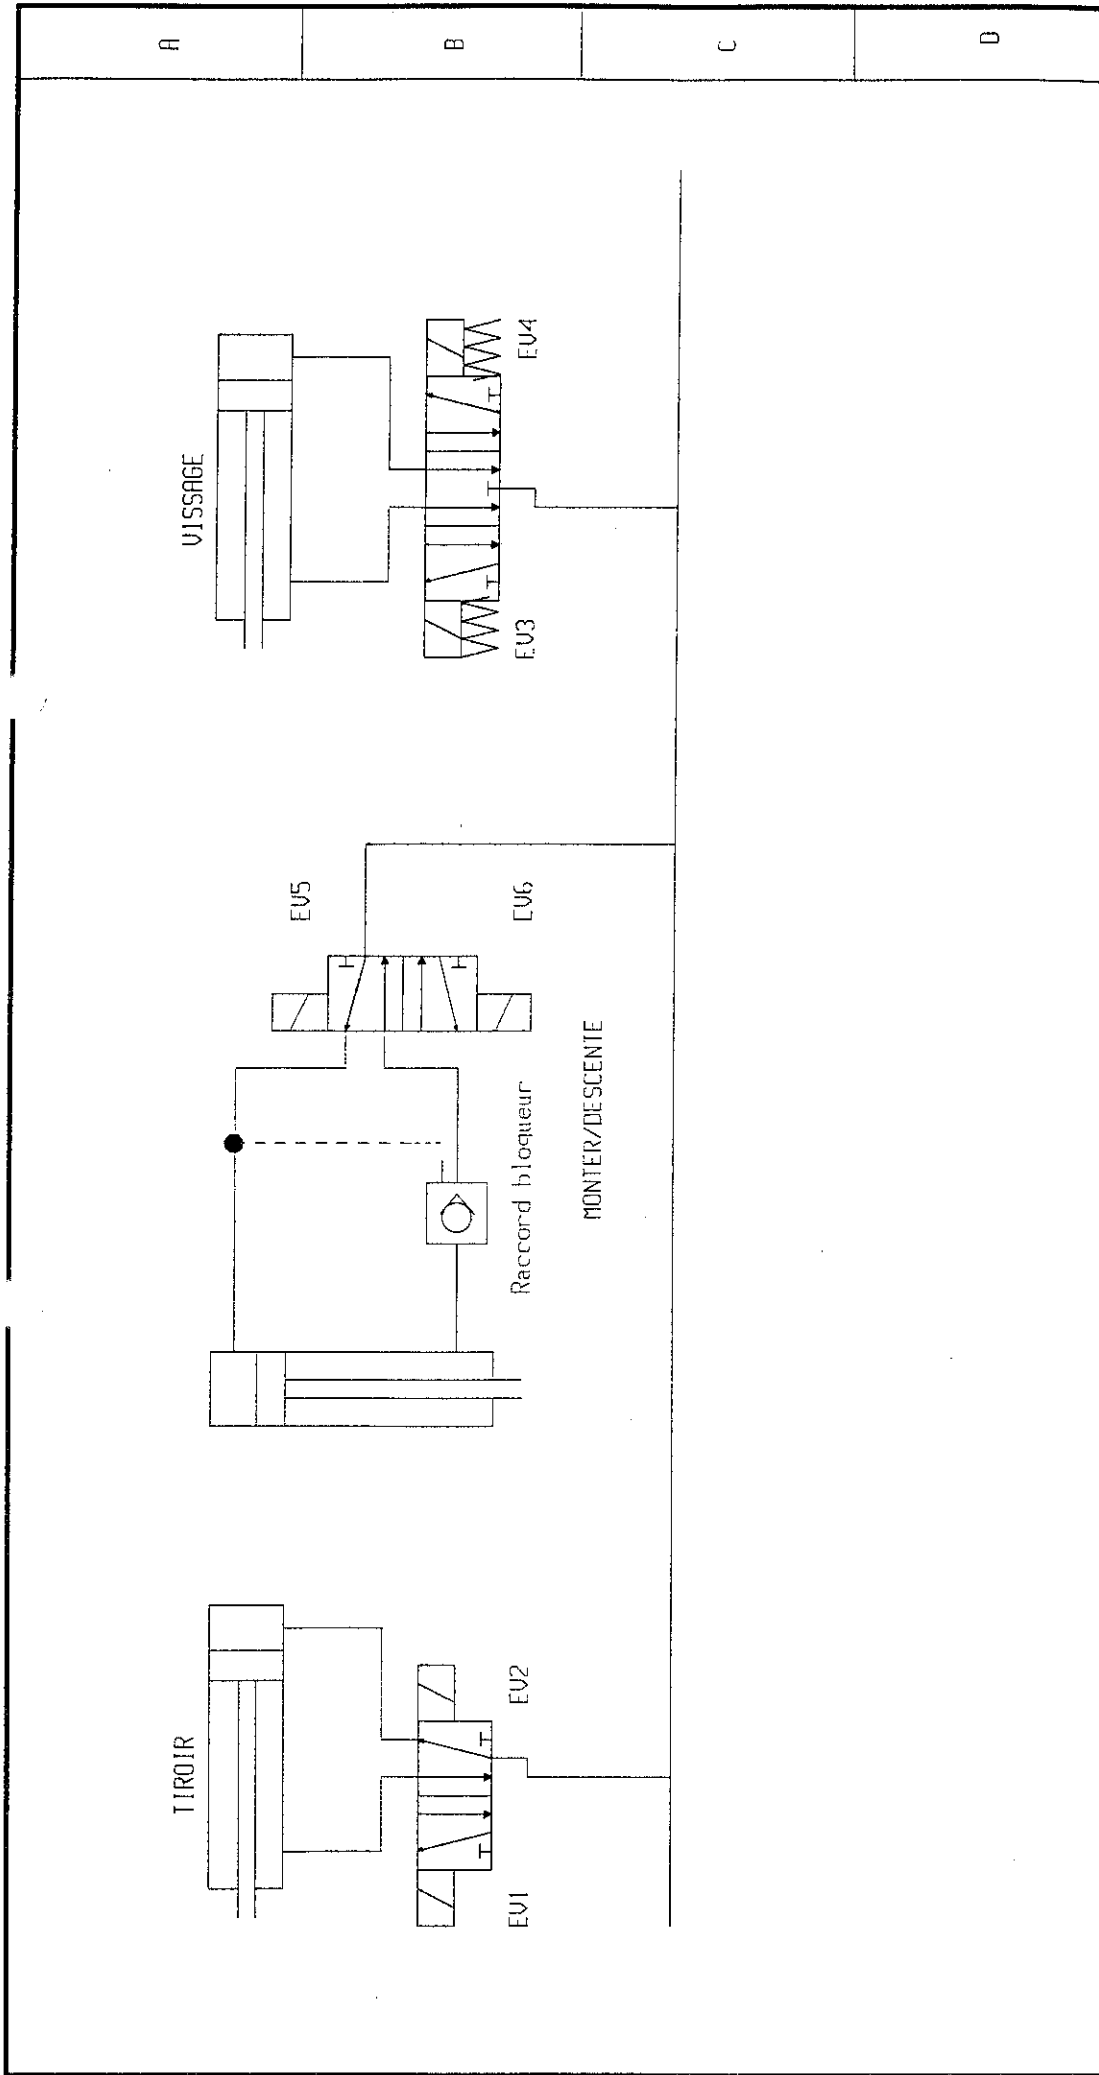 A
B
C
D
TIROIR
EV1
EV2
Raccord bloqueur
MONTER/DESCENTE
EV5
EV6
VISSAGE
EV3
EV4